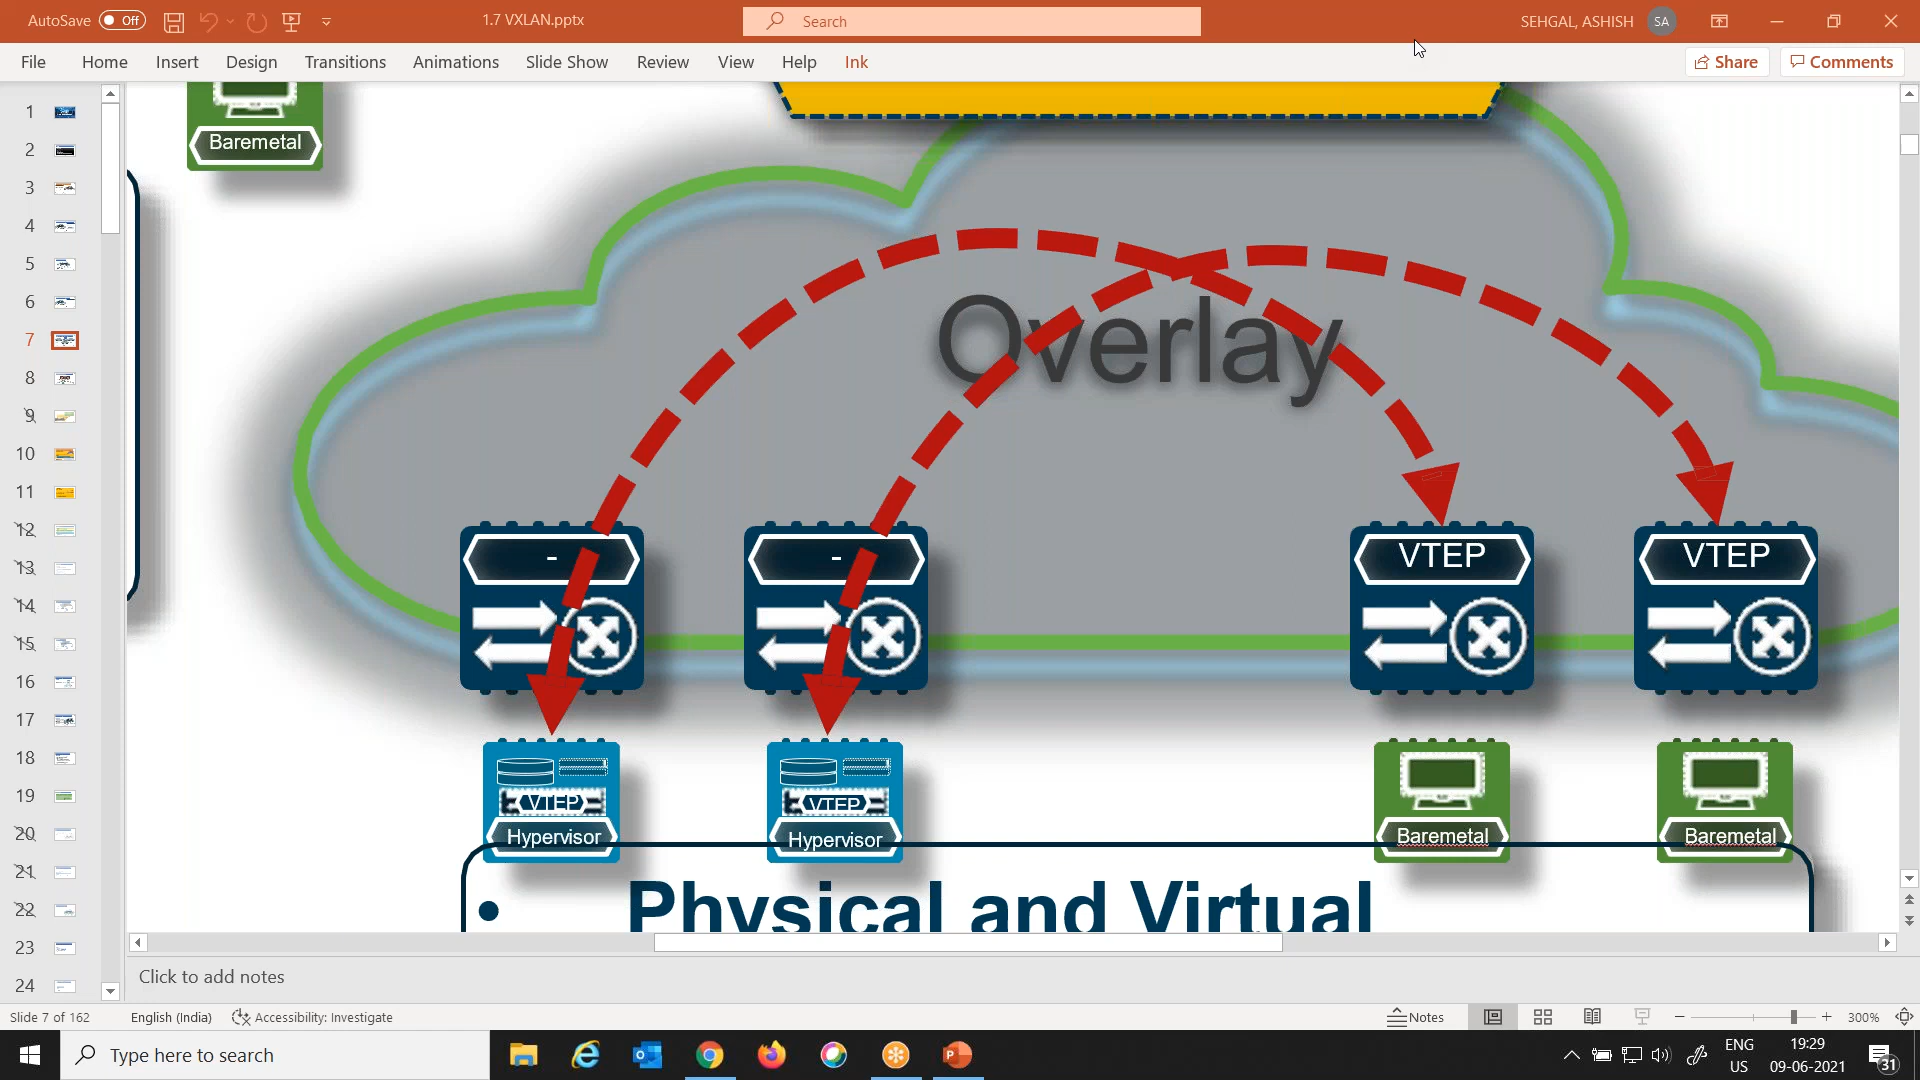 AutoSave Off 1.7 VXLAN.pptx Search SEHGAL, ASHISH SA
File Home Insert Design Transitions Animations Slide Show Review View Help Ink Share Comments
1
2
3
4
5
6
7
8
9
10
11
12
13
14
15
16
17
18
19
20
21
22
23
24
Baremetal
Overlay
- - VTEP VTEP
VTEP VTEP
Hypervisor Hypervisor Baremetal Baremetal
• Physical and Virtual
Click to add notes
Slide 7 of 162 English (India) Accessibility: Investigate Notes 300%
Type here to search
ENG
US
19:29
09-06-2021
31